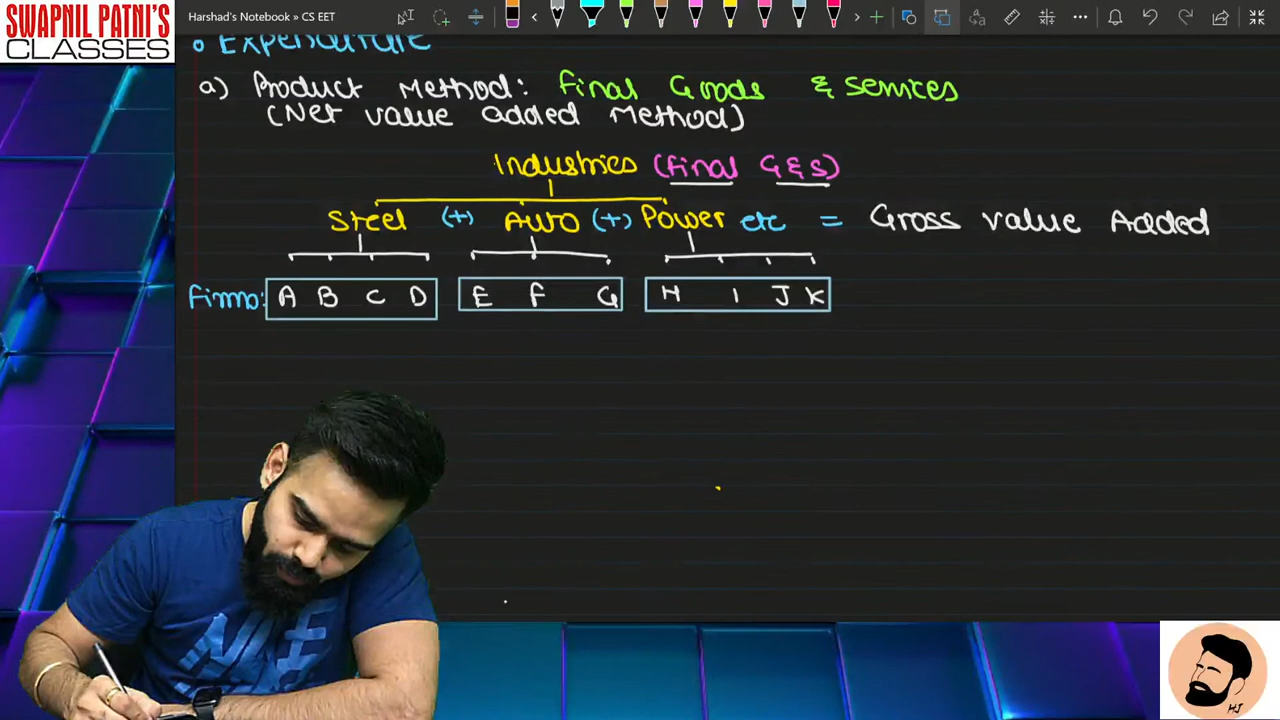 SWAPNIL PATNI'S
CLASSES
Harshad's Notebook » CS EET
• Expenditure
a) Product Method: Final Goods & Services
(Net value added Method)
Industries (Final G & S)
Steel (+) Auto (+) Power etc = Gross value Added
Firms: A B C D E F G H I J K
HJ